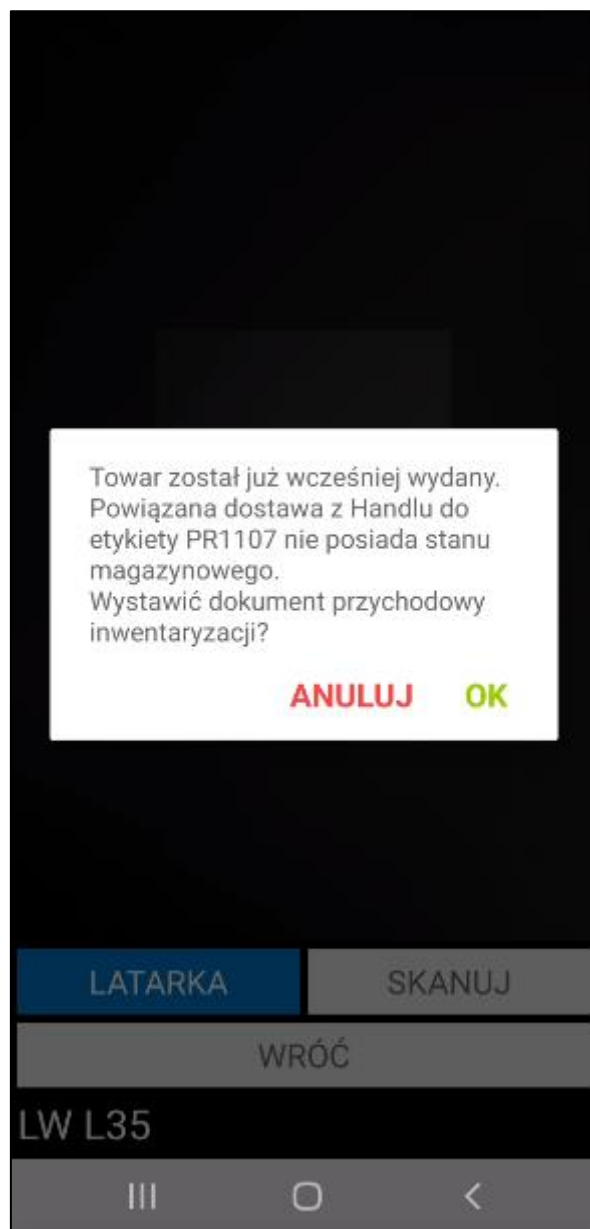 Towar został już wcześniej wydany.
Powiązana dostawa z Handlu do
etykiety PR1107 nie posiada stanu
magazynowego.
Wystawić dokument przychodowy
inwentaryzacji?
ANULUJ OK
LATARKA SKANUJ
WRÓĆ
LW L35